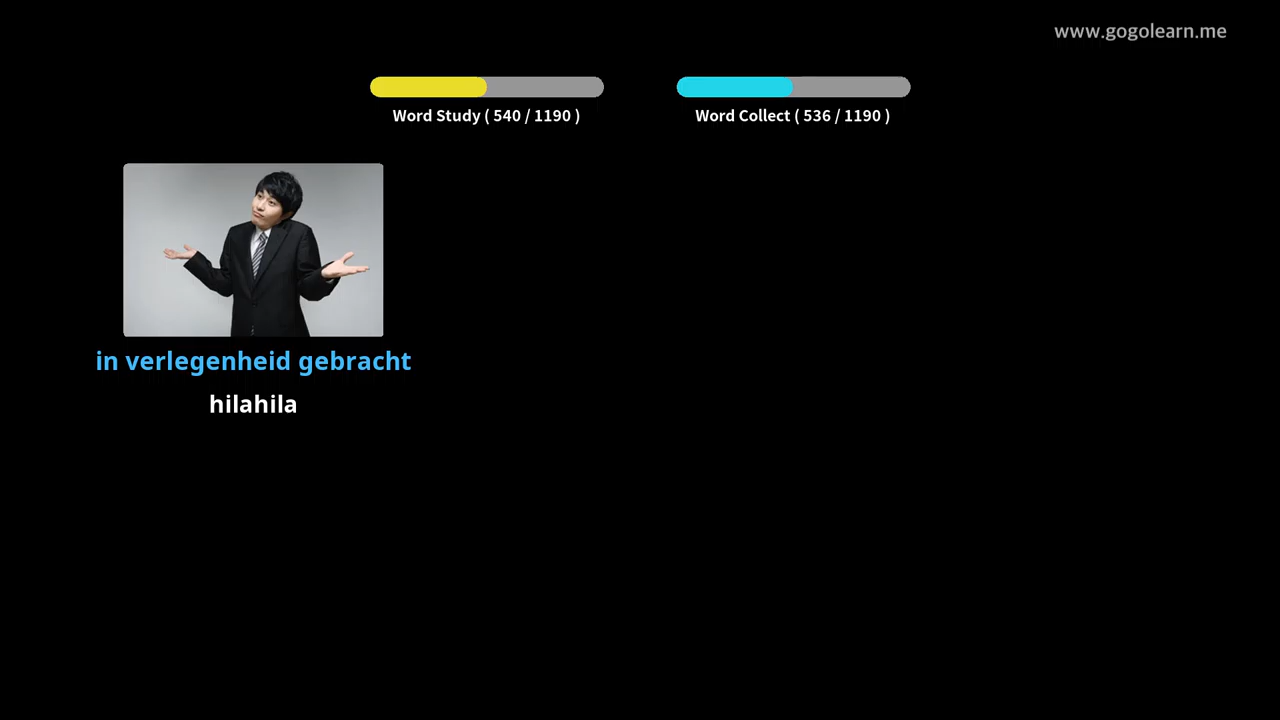 www.gogolearn.me
Word Study ( 540 / 1190 )
Word Collect ( 536 / 1190 )
in verlegenheid gebracht
hilahila